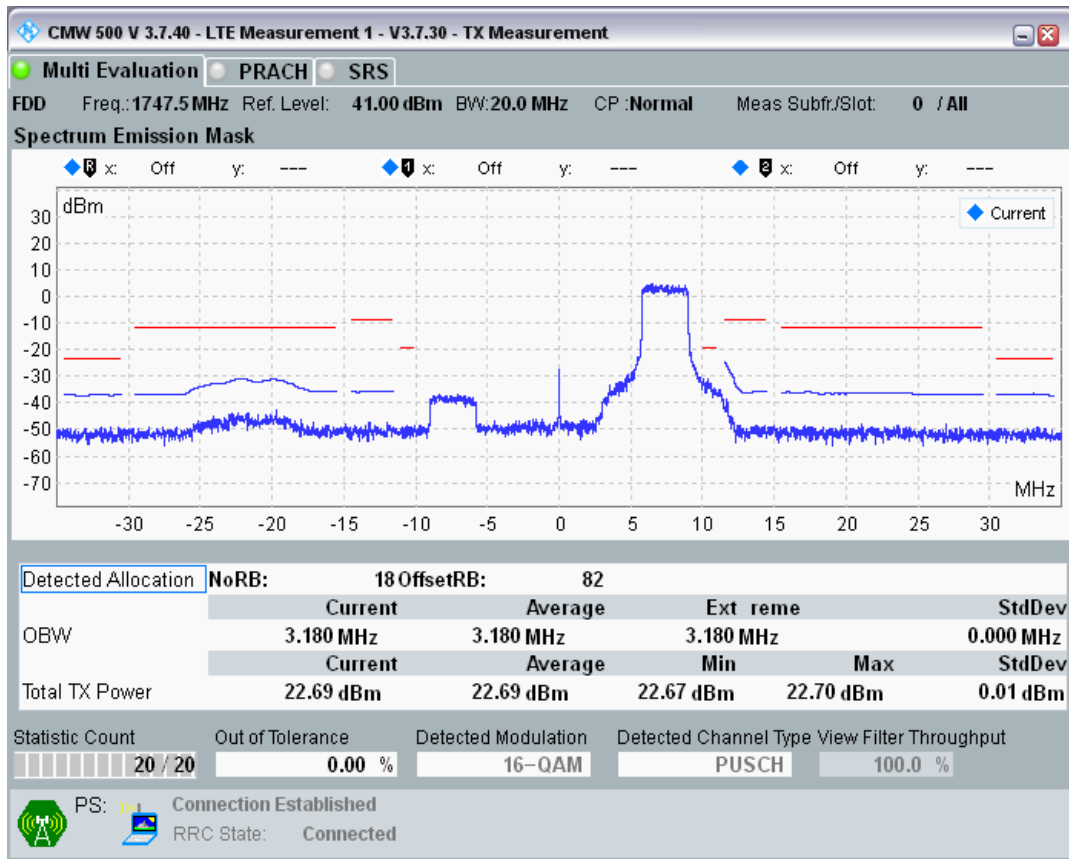 CMW 500 V 3.7.40 - LTE Measurement 1 - V3.7.30 - TX Measurement
Multi Evaluation PRACH SRS
FDD Freq.:1747.5 MHz Ref. Level: 41.00 dBm BW:20.0 MHz CP :Normal Meas Subfr./Slot: 0 / All
Spectrum Emission Mask
R x: Off y: --- 1 x: Off y: --- 2 x: Off y: ---
dBm
Current
30
20
10
0
-10
-20
-30
-40
-50
-60
-70
MHz
-30 -25 -20 -15 -10 -5 0 5 10 15 20 25 30
Detected Allocation NoRB: 18 OffsetRB: 82
Current Average Ext reme StdDev
OBW 3.180 MHz 3.180 MHz 3.180 MHz 0.000 MHz
Current Average Min Max StdDev
Total TX Power 22.69 dBm 22.69 dBm 22.67 dBm 22.70 dBm 0.01 dBm
Statistic Count Out of Tolerance Detected Modulation Detected Channel Type View Filter Throughput
20 / 20 0.00 % 16-QAM PUSCH 100.0 %
PS: Connection Established
RRC State: Connected